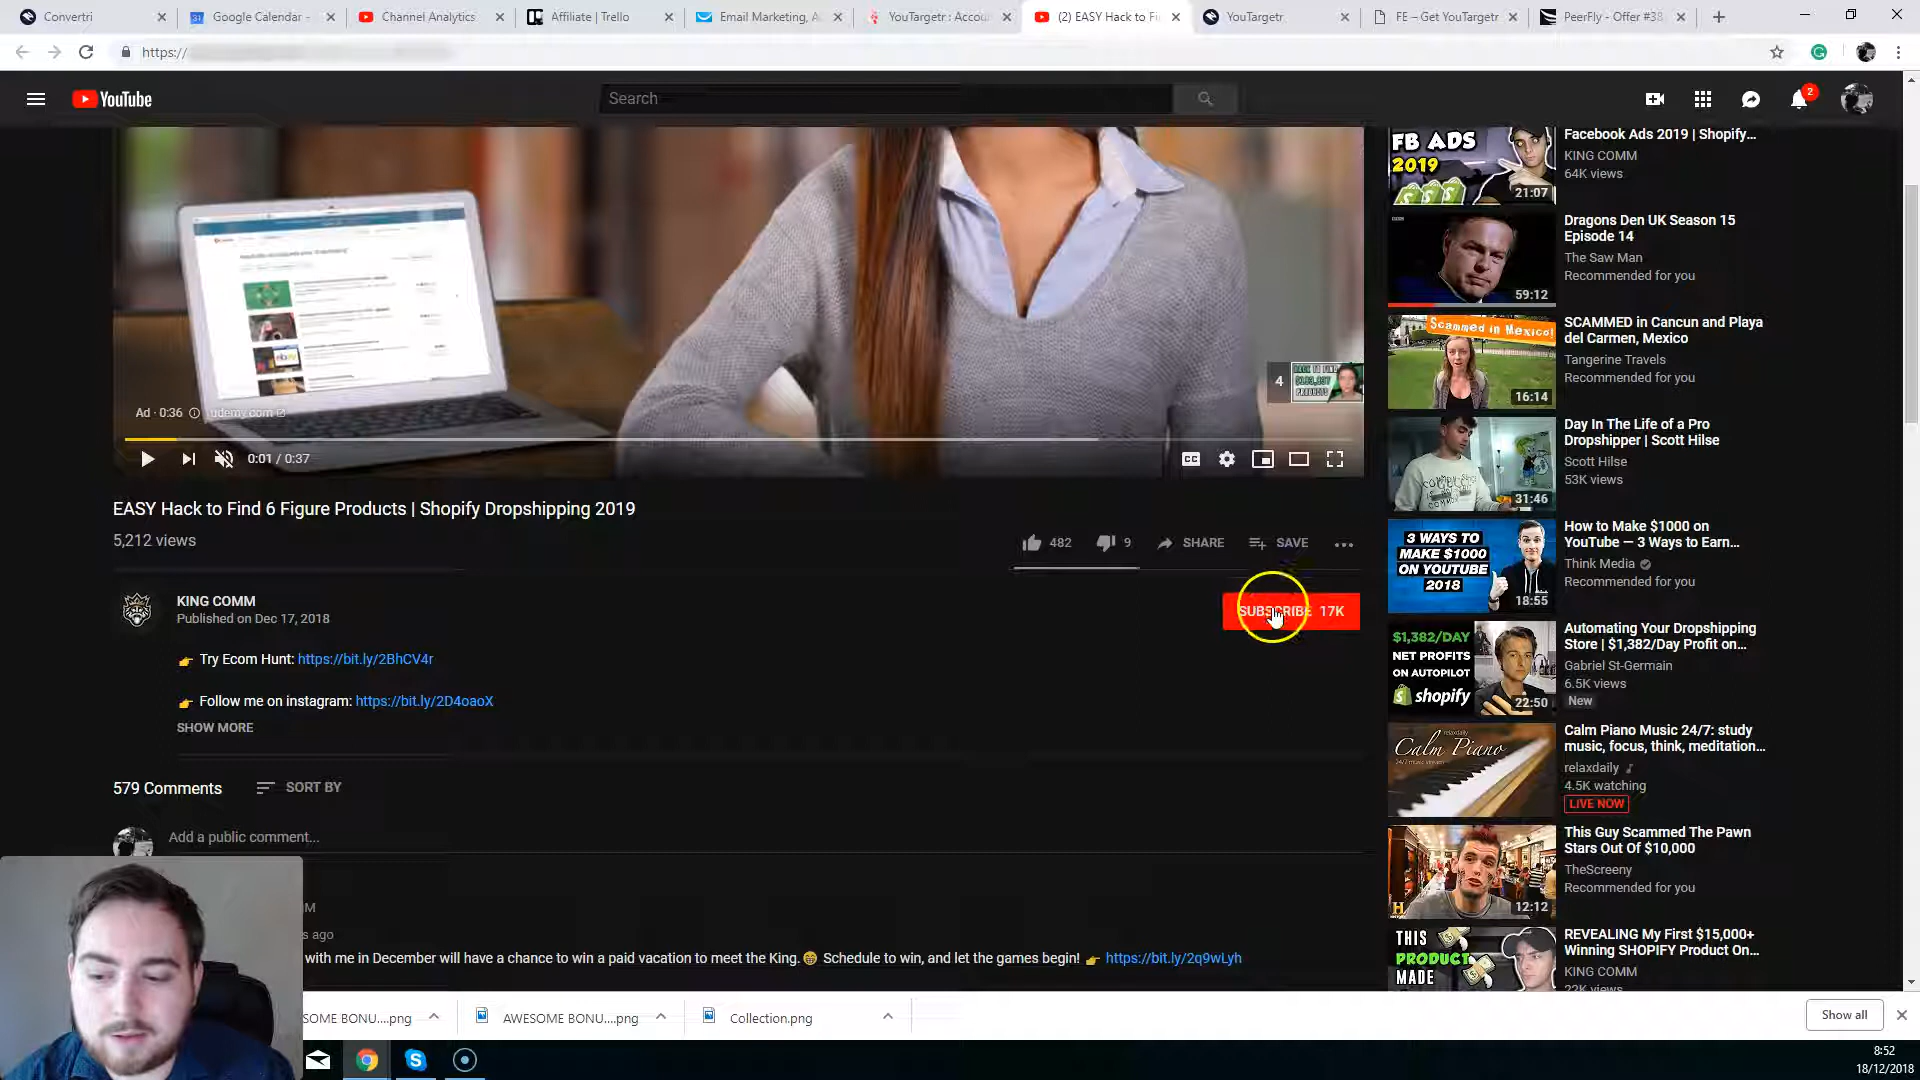 Convertri
Google Calendar -
Channel Analytics
Affiliate | Trello
Email Marketing, A
YouTargetr : Accou
(2) EASY Hack to Fi
YouTargetr
FE – Get YouTargetr
PeerFly - Offer #38
https://
YouTube
Search
2
FB ADS
2019
21:07
Facebook Ads 2019 | Shopify...
KING COMM
64K views
Dragons Den UK Season 15
Episode 14
The Saw Man
Recommended for you
59:12
Scammed in Mexico!
16:14
SCAMMED in Cancun and Playa
del Carmen, Mexico
Tangerine Travels
Recommended for you
4
Ad · 0:36
udemy.com
0:01 / 0:37
CC
EASY Hack to Find 6 Figure Products | Shopify Dropshipping 2019
5,212 views
482
9
SHARE
SAVE
KING COMM
Published on Dec 17, 2018
SUBSCRIBE 17K
Try Ecom Hunt: https://bit.ly/2BhCV4r
Follow me on instagram: https://bit.ly/2D4oaoX
SHOW MORE
579 Comments
SORT BY
Add a public comment...
M
s ago
with me in December will have a chance to win a paid vacation to meet the King. Schedule to win, and let the games begin! https://bit.ly/2q9wLyh
Day In The Life of a Pro
Dropshipper | Scott Hilse
Scott Hilse
53K views
31:46
3 WAYS TO
MAKE $1000
ON YOUTUBE
2018
18:55
How to Make $1000 on
YouTube — 3 Ways to Earn...
Think Media
Recommended for you
$1,382/DAY
NET PROFITS
ON AUTOPILOT
shopify
22:50
Automating Your Dropshipping
Store | $1,382/Day Profit on...
Gabriel St-Germain
6.5K views
New
relaxdaily
Calm Piano
Calm Piano Music 24/7: study
music, focus, think, meditation...
relaxdaily
4.5K watching
LIVE NOW
H
12:12
This Guy Scammed The Pawn
Stars Out Of $10,000
TheScreeny
Recommended for you
THIS
PRODUCT
MADE
REVEALING My First $15,000+
Winning SHOPIFY Product On...
KING COMM
22K views
SOME BONU....png
AWESOME BONU....png
Collection.png
Show all
8:52
18/12/2018